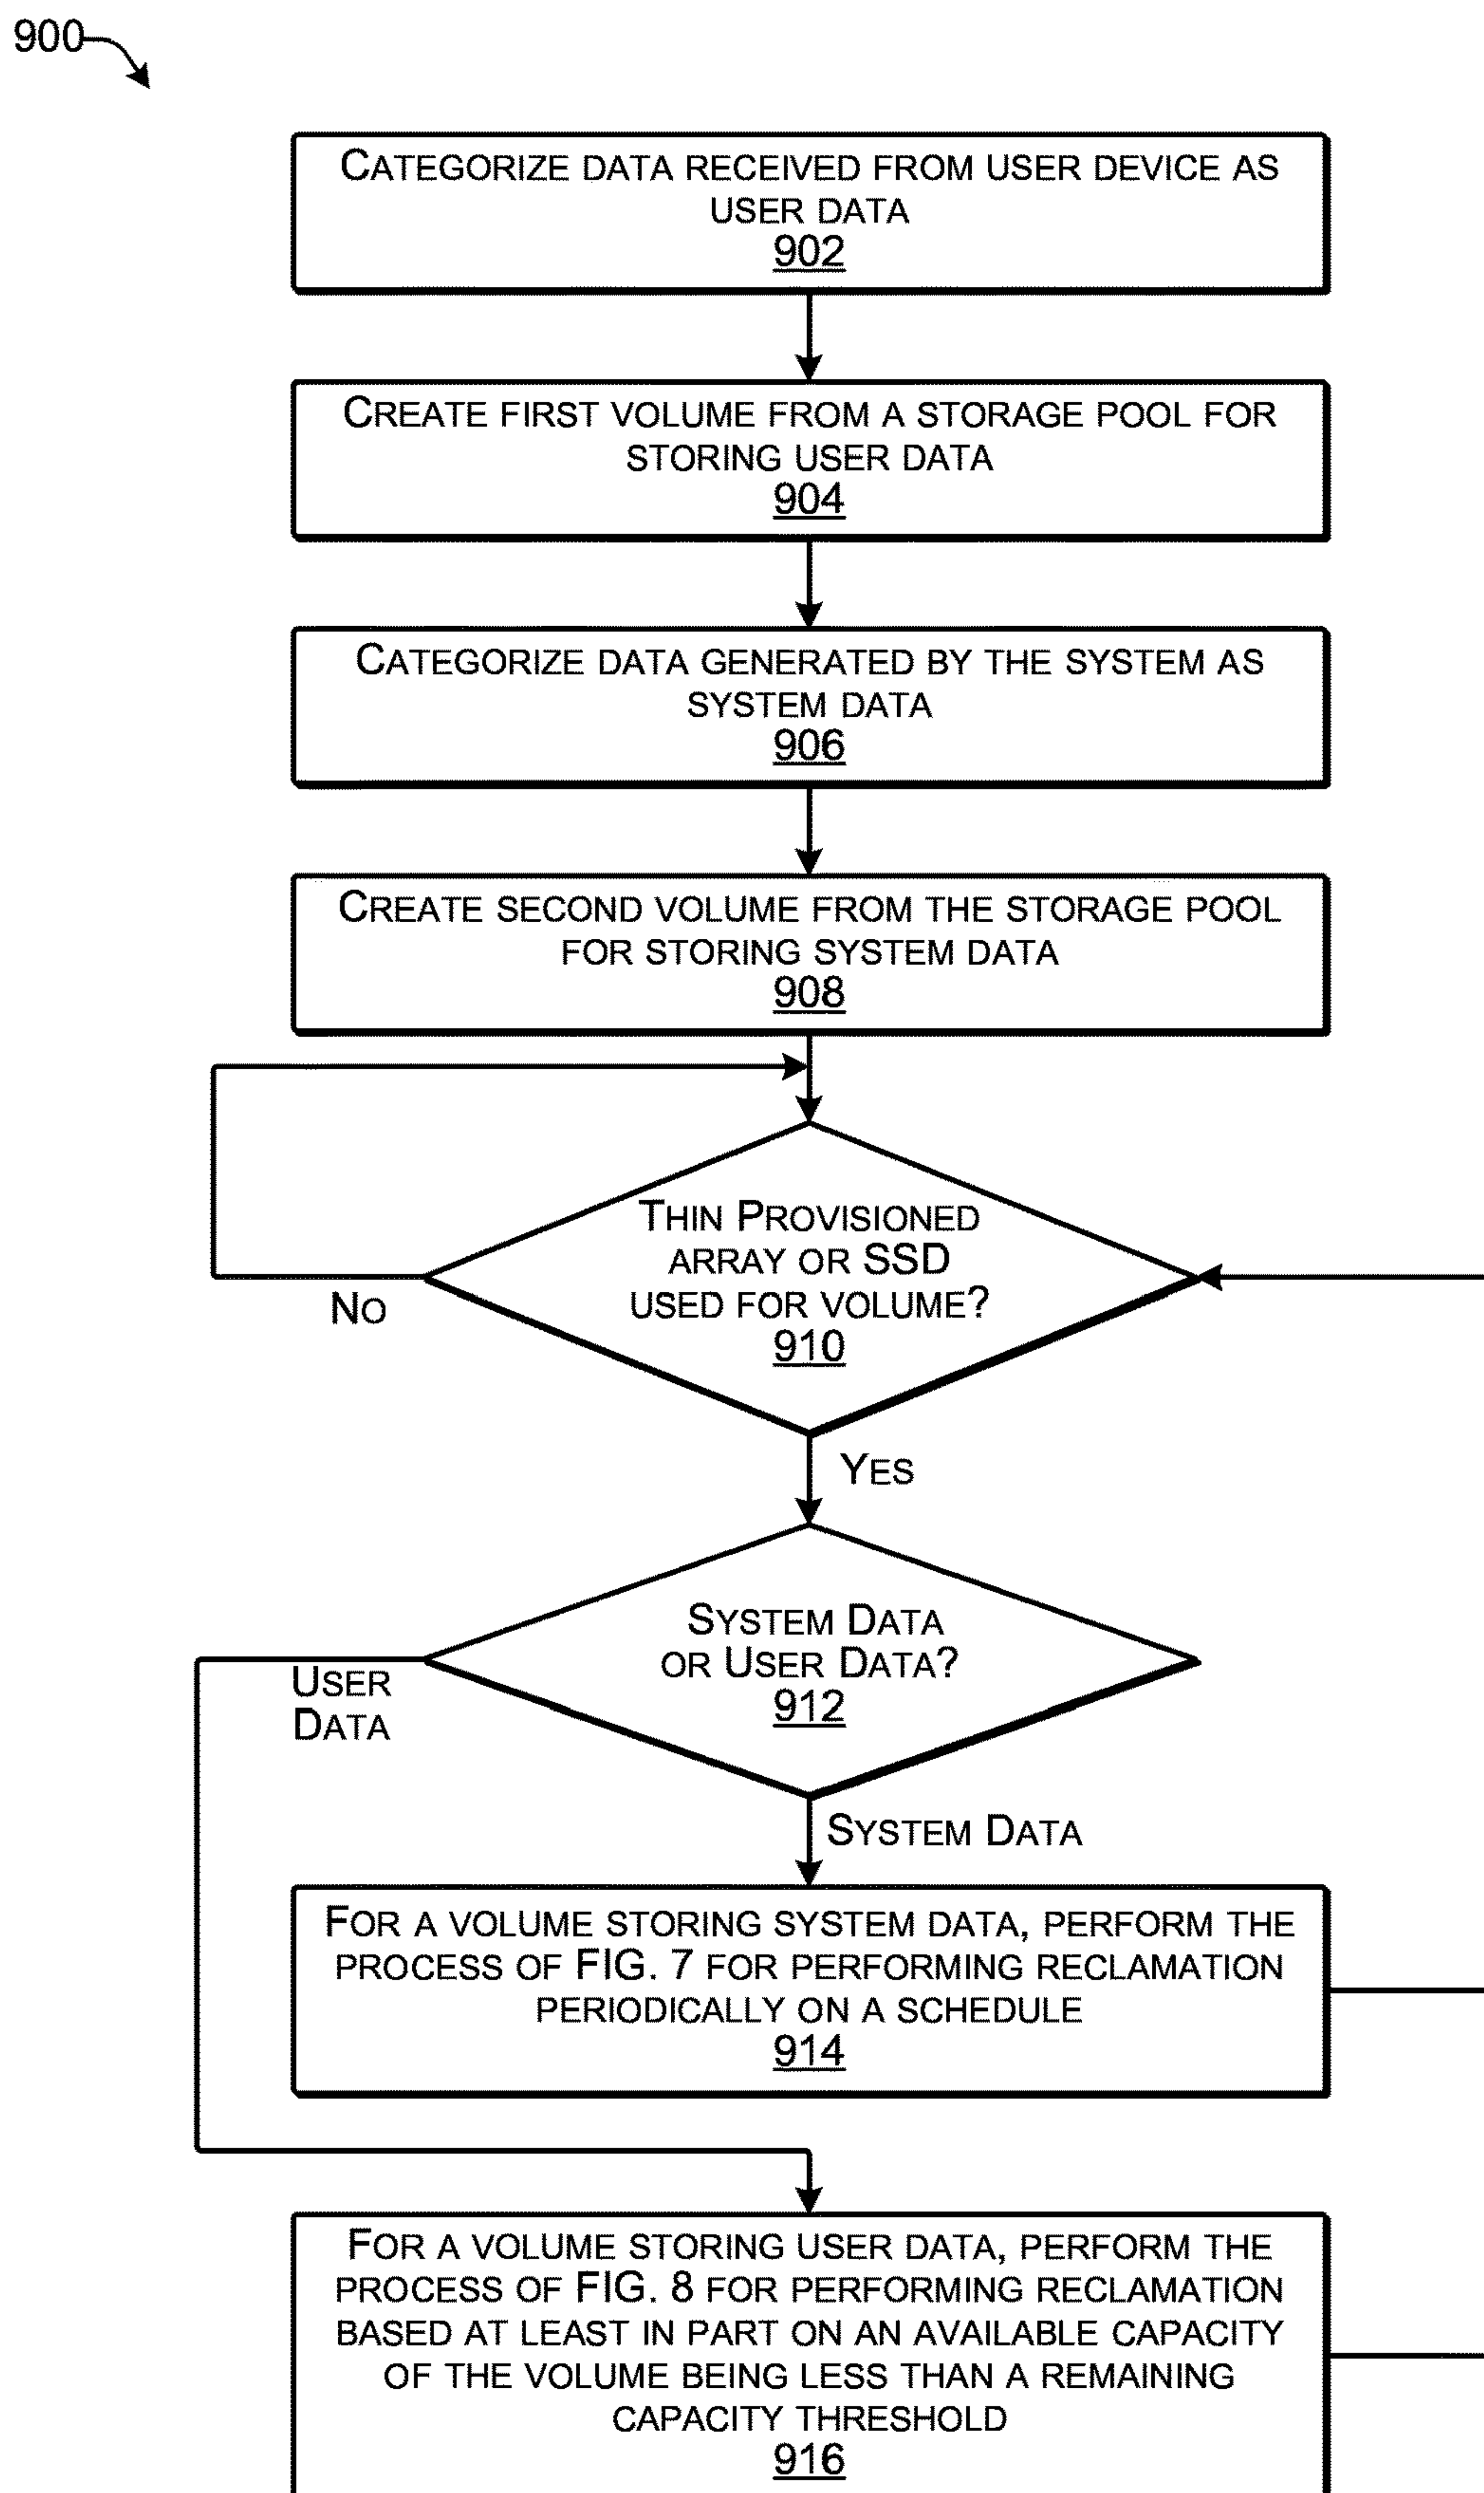 900
CATEGORIZE DATA RECEIVED FROM USER DEVICE AS
USER DATA
902
CREATE FIRST VOLUME FROM A STORAGE POOL FOR
STORING USER DATA
904
CATEGORIZE DATA GENERATED BY THE SYSTEM AS
SYSTEM DATA
906
CREATE SECOND VOLUME FROM THE STORAGE POOL
FOR STORING SYSTEM DATA
908
THIN PROVISIONED
ARRAY OR SSD
USED FOR VOLUME?
910
NO
YES
SYSTEM DATA
OR USER DATA?
912
USER
DATA
SYSTEM DATA
FOR A VOLUME STORING SYSTEM DATA, PERFORM THE
PROCESS OF FIG. 7 FOR PERFORMING RECLAMATION
PERIODICALLY ON A SCHEDULE
914
FOR A VOLUME STORING USER DATA, PERFORM THE
PROCESS OF FIG. 8 FOR PERFORMING RECLAMATION
BASED AT LEAST IN PART ON AN AVAILABLE CAPACITY
OF THE VOLUME BEING LESS THAN A REMAINING
CAPACITY THRESHOLD
916